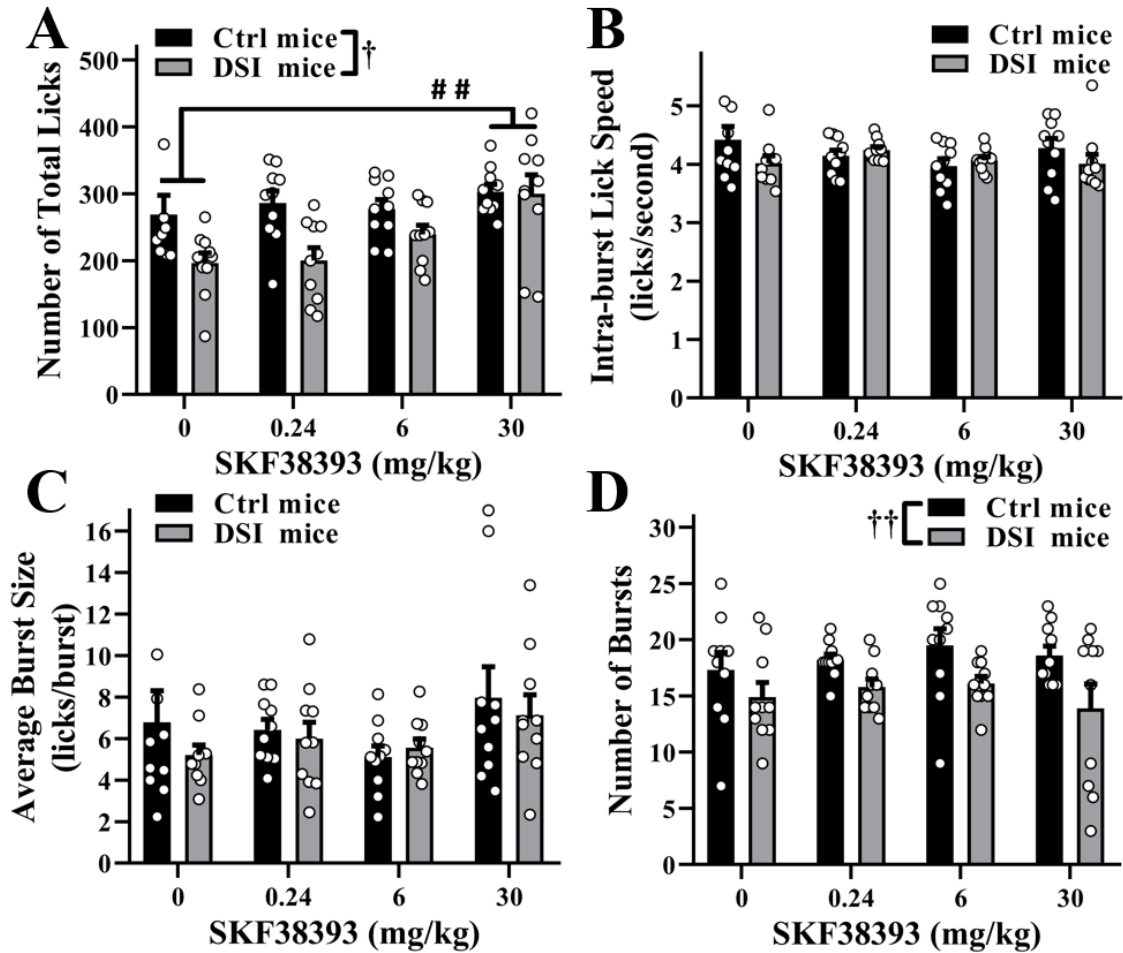 A
Ctrl mice
DSI mice
†
# #
500
400
300
200
100
0
Number of Total Licks
0 0.24 6 30
SKF38393 (mg/kg)
B
Ctrl mice
DSI mice
5
4
3
2
1
0
Intra-burst Lick Speed
(licks/second)
0 0.24 6 30
SKF38393 (mg/kg)
C
Ctrl mice
DSI mice
16
14
12
10
8
6
4
2
0
Average Burst Size
(licks/burst)
0 0.24 6 30
SKF38393 (mg/kg)
D
††
Ctrl mice
DSI mice
30
25
20
15
10
5
0
Number of Bursts
0 0.24 6 30
SKF38393 (mg/kg)